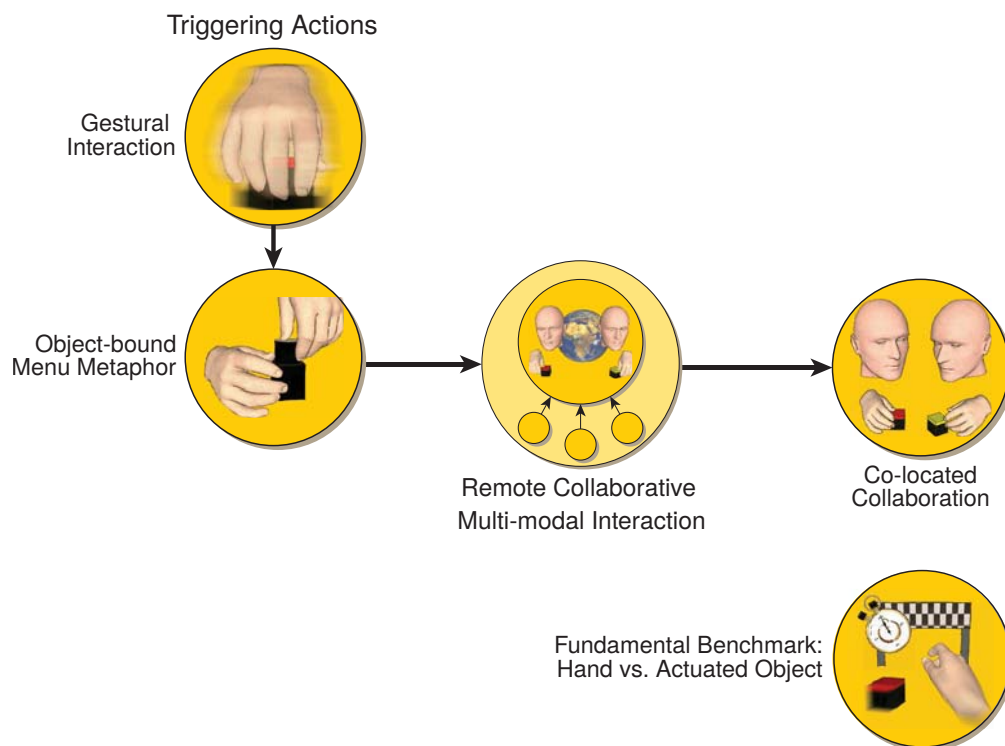 Triggering Actions
Gestural
Interaction
Object-bound
Menu Metaphor
Remote Collaborative
Multi-modal Interaction
Co-located
Collaboration
Fundamental Benchmark:
Hand vs. Actuated Object